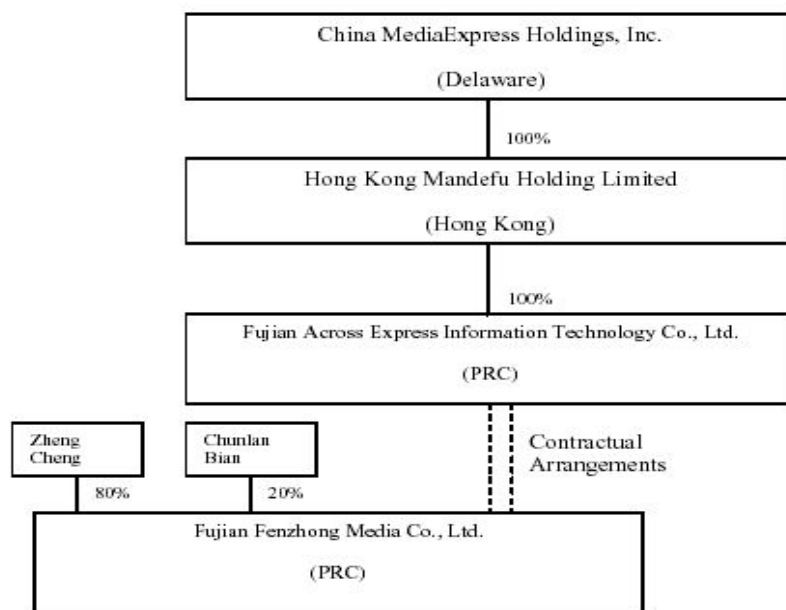 China MediaExpress Holdings, Inc.
(Delaware)
100%
Hong Kong Mandefu Holding Limited
(Hong Kong)
100%
Fujian Across Express Information Technology Co., Ltd.
(PRC)
Zheng
Cheng
Chunlan
Bian
Contractual
Arrangements
80%
20%
Fujian Fenzhong Media Co., Ltd.
(PRC)